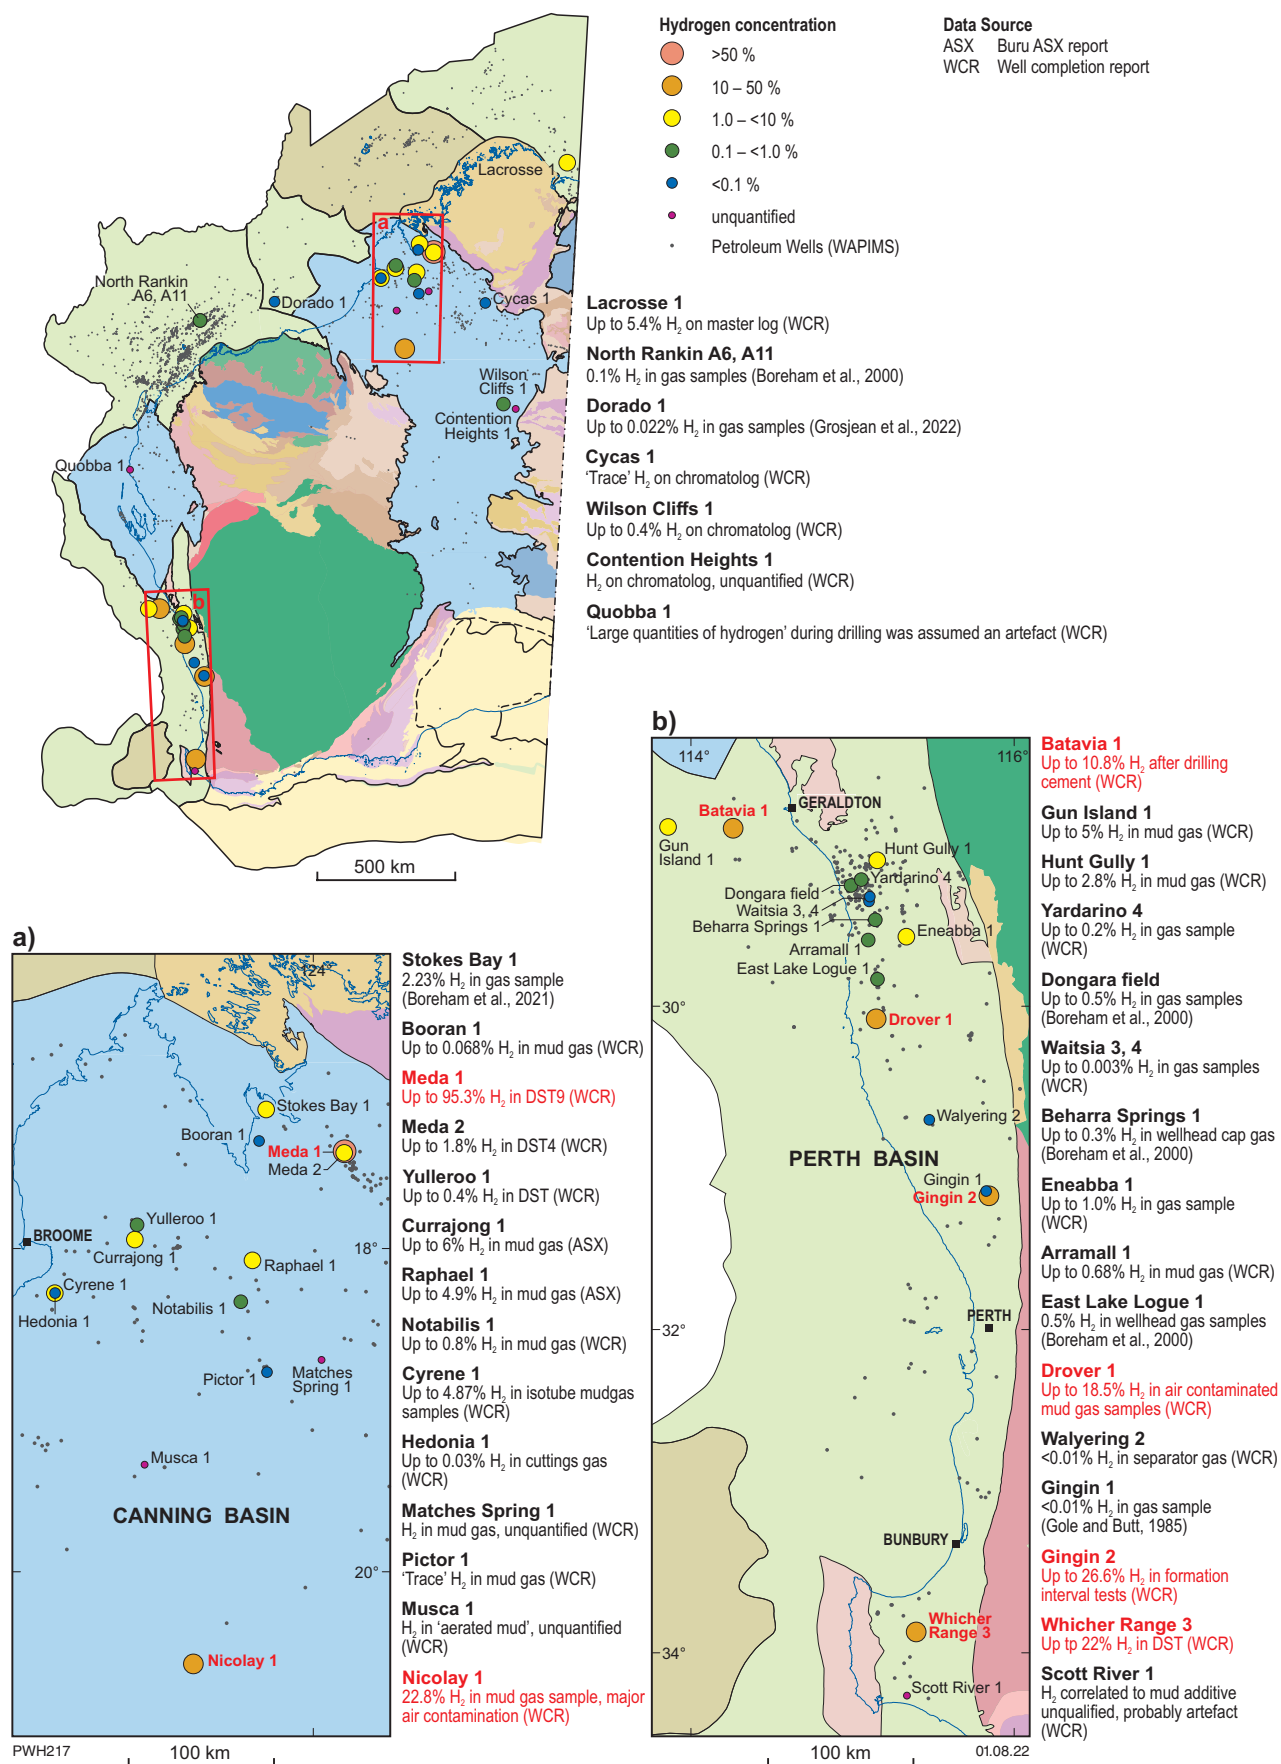 Hydrogen concentration
>50 %
10 – 50 %
1.0 – <10 %
0.1 – <1.0 %
<0.1 %
unquantified
Petroleum Wells (WAPIMS)
Data Source
ASX Buru ASX report
WCR Well completion report
Lacrosse 1
a
North Rankin
A6, A11
Dorado 1
Cycas 1
Wilson
Cliffs 1
Contention
Heights 1
Quobba 1
b
500 km
Lacrosse 1
Up to 5.4% H2 on master log (WCR)
North Rankin A6, A11
0.1% H2 in gas samples (Boreham et al., 2000)
Dorado 1
Up to 0.022% H2 in gas samples (Grosjean et al., 2022)
Cycas 1
‘Trace’ H2 on chromatolog (WCR)
Wilson Cliffs 1
Up to 0.4% H2 on chromatolog (WCR)
Contention Heights 1
H2 on chromatolog, unquantified (WCR)
Quobba 1
‘Large quantities of hydrogen’ during drilling was assumed an artefact (WCR)
a)
124°
Stokes Bay 1
Booran 1
Meda 1
Meda 2
Yulleroo 1
BROOME
Currajong 1
18°
Raphael 1
Cyrene 1
Notabilis 1
Hedonia 1
Pictor 1
Matches
Spring 1
Musca 1
CANNING BASIN
20°
Nicolay 1
PWH217
100 km
Stokes Bay 1
2.23% H2 in gas sample
(Boreham et al., 2021)
Booran 1
Up to 0.068% H2 in mud gas (WCR)
Meda 1
Up to 95.3% H2 in DST9 (WCR)
Meda 2
Up to 1.8% H2 in DST4 (WCR)
Yulleroo 1
Up to 0.4% H2 in DST (WCR)
Currajong 1
Up to 6% H2 in mud gas (ASX)
Raphael 1
Up to 4.9% H2 in mud gas (ASX)
Notabilis 1
Up to 0.8% H2 in mud gas (WCR)
Cyrene 1
Up to 4.87% H2 in isotube mudgas
samples (WCR)
Hedonia 1
Up to 0.03% H2 in cuttings gas
(WCR)
Matches Spring 1
H2 in mud gas, unquantified (WCR)
Pictor 1
‘Trace’ H2 in mud gas (WCR)
Musca 1
H2 in ‘aerated mud’, unquantified
(WCR)
Nicolay 1
22.8% H2 in mud gas sample, major
air contamination (WCR)
b)
114°
116°
Batavia 1
GERALDTON
Gun
Island 1
Hunt Gully 1
Yardarino 4
Dongara field
Waitsia 3, 4
Beharra Springs 1
Eneabba 1
Arramall 1
East Lake Logue 1
30°
Drover 1
Walyering 2
PERTH BASIN
Gingin 1
Gingin 2
PERTH
32°
BUNBURY
Whicher
Range 3
34°
Scott River 1
100 km
01.08.22
Batavia 1
Up to 10.8% H2 after drilling
cement (WCR)
Gun Island 1
Up to 5% H2 in mud gas (WCR)
Hunt Gully 1
Up to 2.8% H2 in mud gas (WCR)
Yardarino 4
Up to 0.2% H2 in gas sample
(WCR)
Dongara field
Up to 0.5% H2 in gas samples
(Boreham et al., 2000)
Waitsia 3, 4
Up to 0.003% H2 in gas samples
(WCR)
Beharra Springs 1
Up to 0.3% H2 in wellhead cap gas
(Boreham et al., 2000)
Eneabba 1
Up to 1.0% H2 in gas sample
(WCR)
Arramall 1
Up to 0.68% H2 in mud gas (WCR)
East Lake Logue 1
0.5% H2 in wellhead gas samples
(Boreham et al., 2000)
Drover 1
Up to 18.5% H2 in air contaminated
mud gas samples (WCR)
Walyering 2
<0.01% H2 in separator gas (WCR)
Gingin 1
<0.01% H2 in gas sample
(Gole and Butt, 1985)
Gingin 2
Up to 26.6% H2 in formation
interval tests (WCR)
Whicher Range 3
Up tp 22% H2 in DST (WCR)
Scott River 1
H2 correlated to mud additive
unqualified, probably artefact
(WCR)